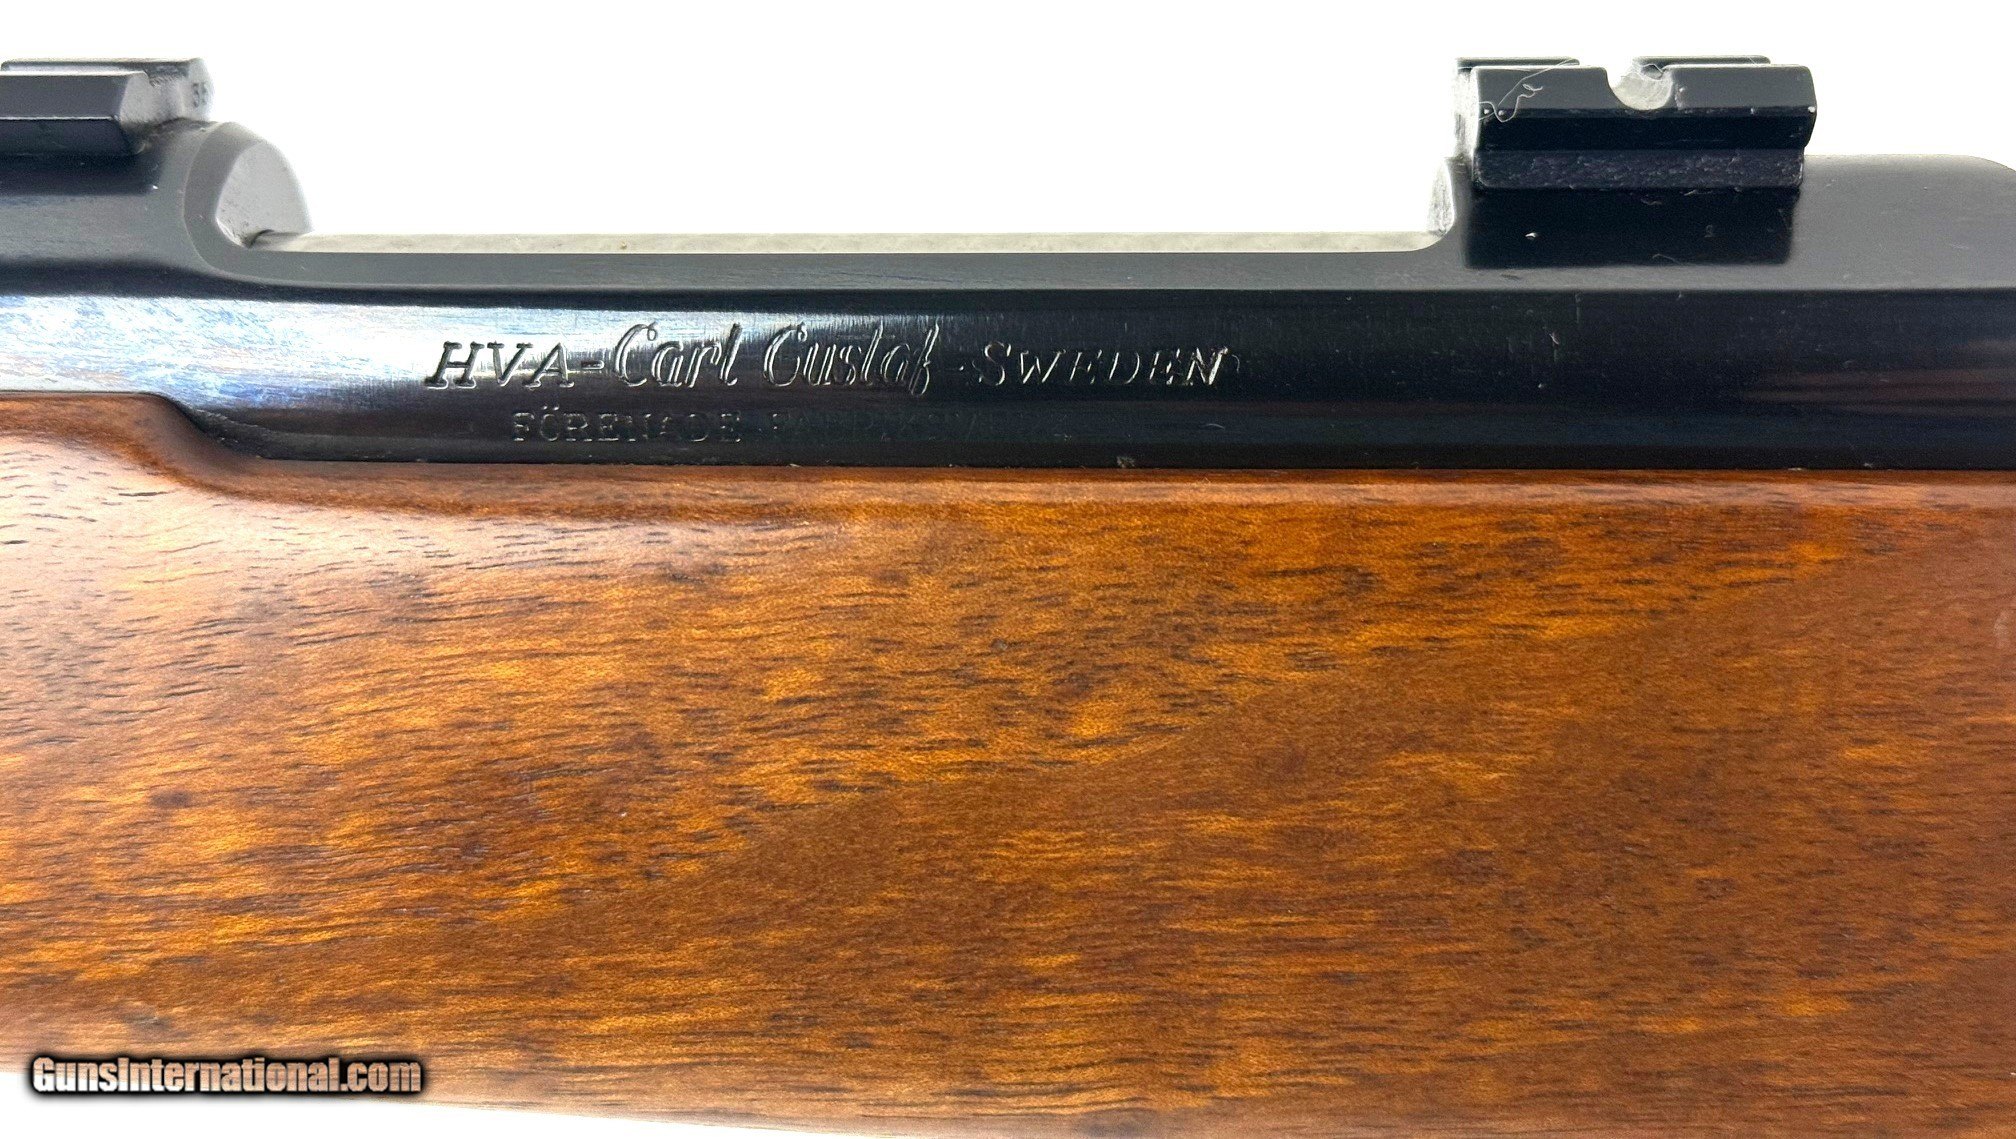 HVA-Carl Gustaf SWEDEN
FÖRENADE
GunsInternational.com